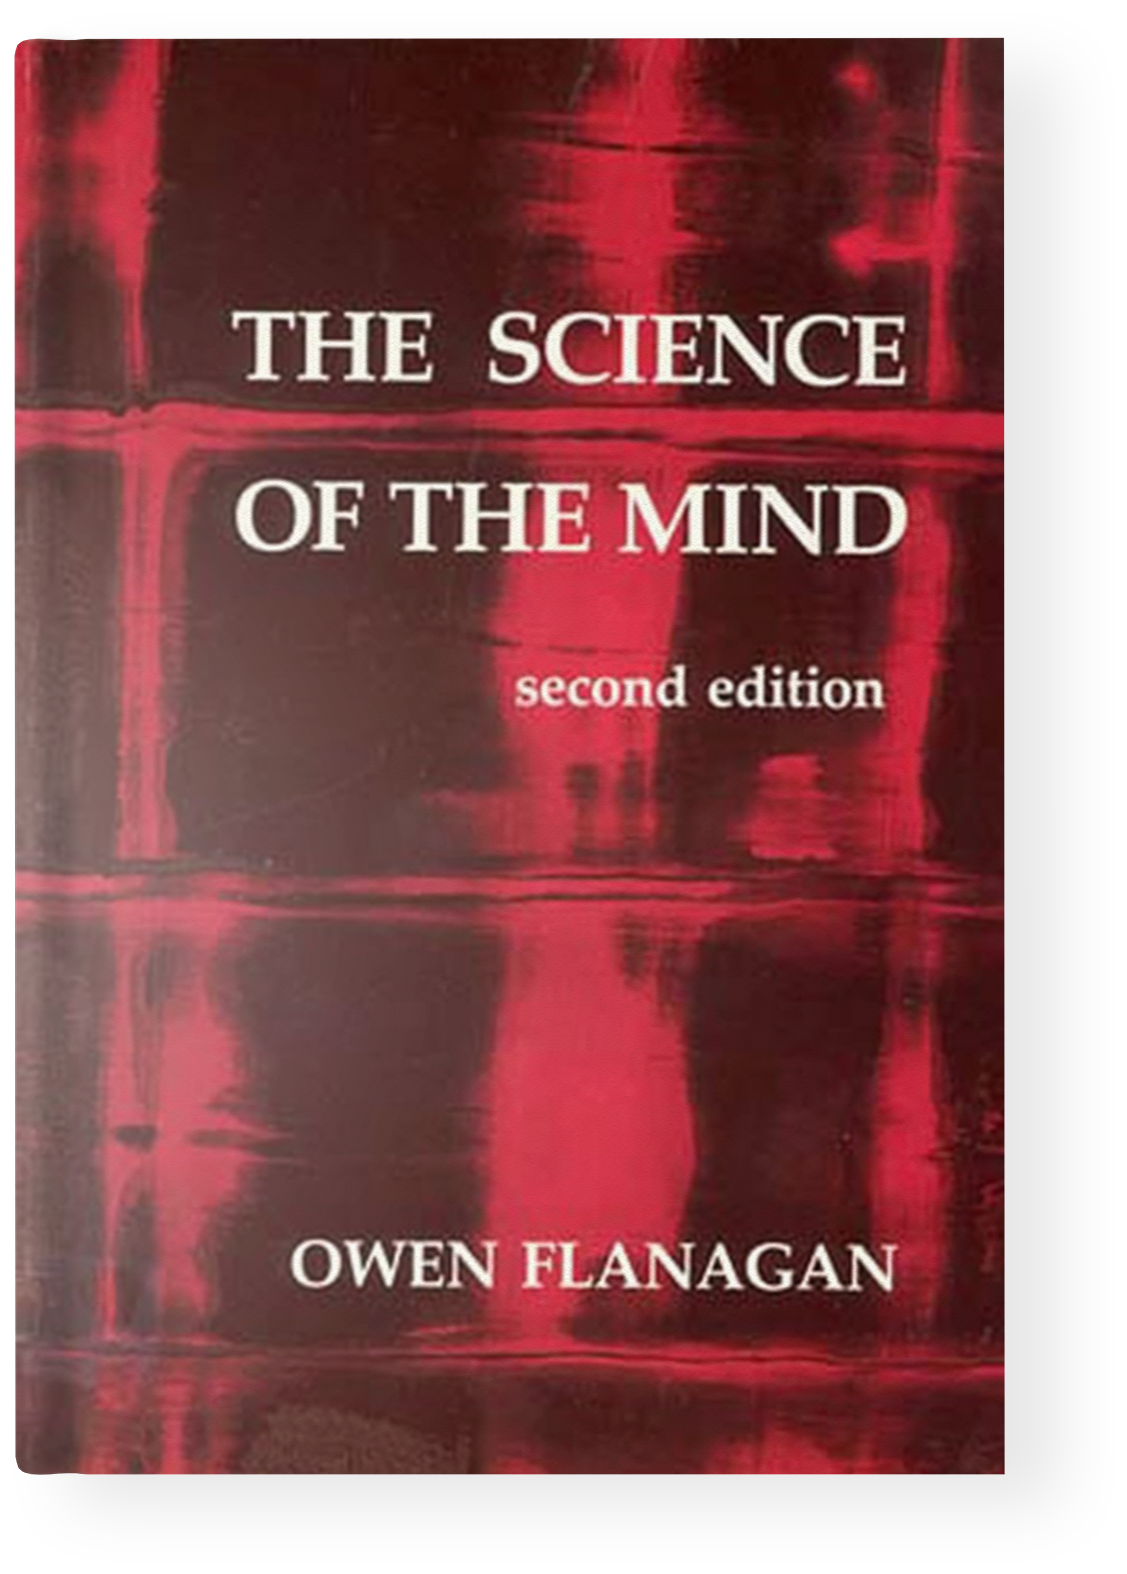 THE SCIENCE
OF THE MIND
second edition
OWEN FLANAGAN